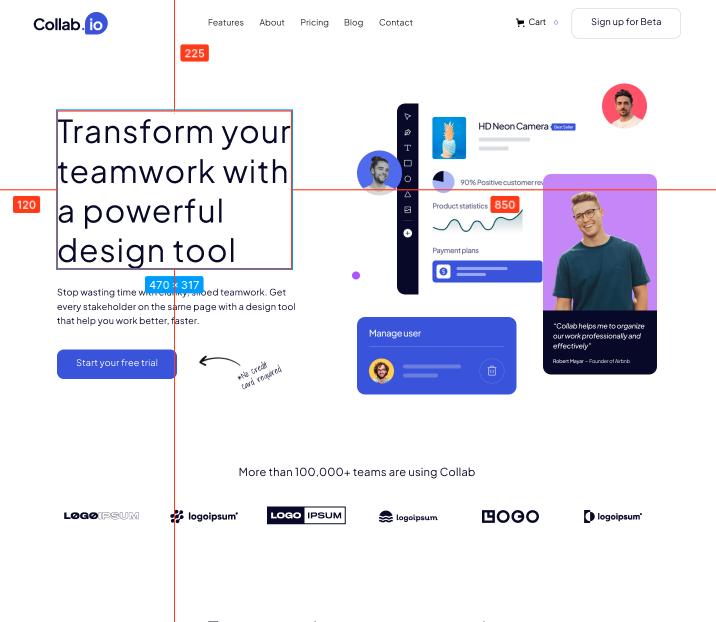 Collab.io
Features About Pricing Blog Contact
Cart 0
Sign up for Beta
225
Transform your
teamwork with
a powerful
design tool
120
470 × 317
Stop wasting time with clunky, siloed teamwork. Get
every stakeholder on the same page with a design tool
that help you work better, faster.
Start your free trial
*No credit
card required
HD Neon Camera
Best Seller
90% Positive customer rev
850
Product statistics
Payment plans
Manage user
"Collab helps me to organize
our work professionally and
effectively"
Robert Mayar – Founder of Airbnb
More than 100,000+ teams are using Collab
LOGOIPSUM
logoipsum
LOGO IPSUM
logoipsum
LOGO
logoipsum